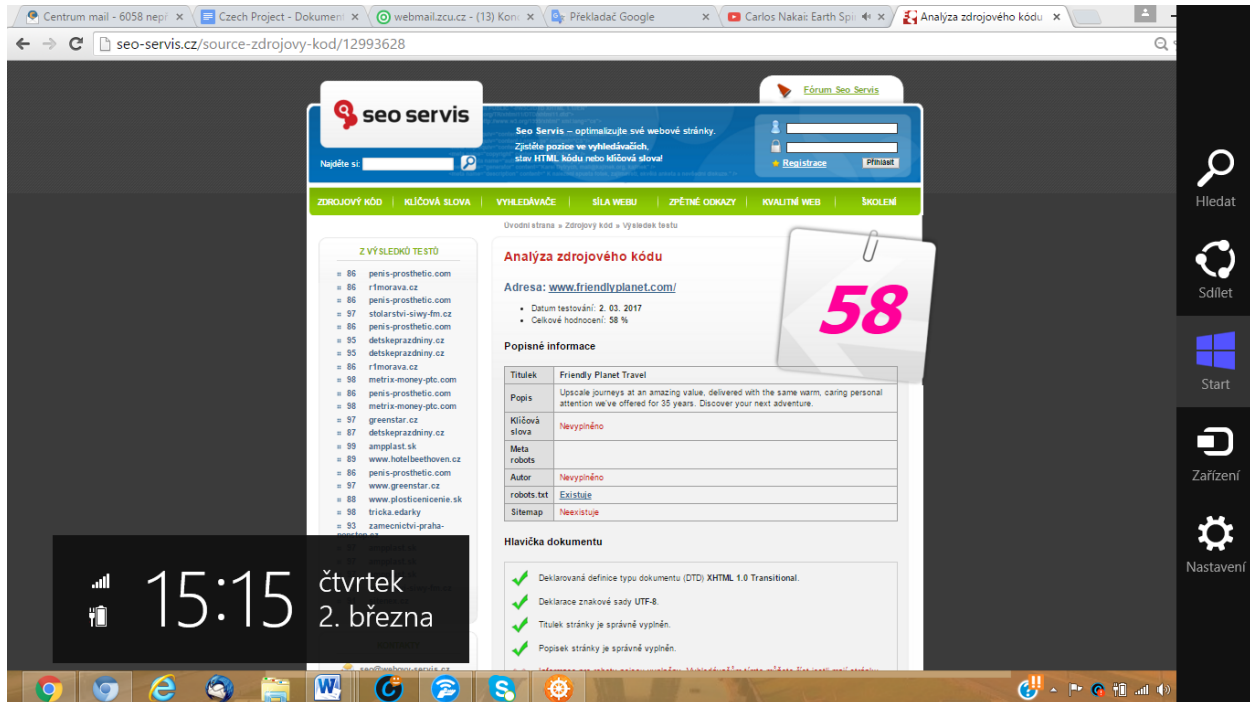 Centrum mail - 6058 nepř
Czech Project - Dokument
webmail.zcu.cz - (13) Konc
Překladač Google
Carlos Nakai: Earth Spir
Analýza zdrojového kódu
seo-servis.cz/source-zdrojovy-kod/12993628
Fórum Seo Servis
seo servis
Seo Servis – optimalizujte své webové stránky.
Zjistěte pozice ve vyhledávačích,
stav HTML kódu nebo klíčová slova!
Najděte si:
Registrace
Přihlásit
ZDROJOVÝ KÓD | KLÍČOVÁ SLOVA | VYHLEDÁVAČE | SÍLA WEBU | ZPĚTNÉ ODKAZY | KVALITNÍ WEB | ŠKOLENÍ
Úvodní strana » Zdrojový kód » Výsledek testu
Z VÝSLEDKŮ TESTŮ
86 penis-prosthetic.com
86 r1morava.cz
86 penis-prosthetic.com
97 stolarstvi-siwy-fm.cz
86 penis-prosthetic.com
95 detskeprazdniny.cz
95 detskeprazdniny.cz
86 r1morava.cz
98 metrix-money-ptc.com
86 penis-prosthetic.com
98 metrix-money-ptc.com
97 greenstar.cz
87 detskeprazdniny.cz
99 ampplast.sk
89 www.hotelbeethoven.cz
86 penis-prosthetic.com
97 www.greenstar.cz
88 www.plosticenicenie.sk
98 tricka.edarky
93 zamecnictvi-praha-
Analýza zdrojového kódu
Adresa: www.friendlyplanet.com/
Datum testování: 2. 03. 2017
Celkové hodnocení: 58 %
58
Popisné informace
Titulek Friendly Planet Travel
Popis Upscale journeys at an amazing value, delivered with the same warm, caring personal
attention we've offered for 35 years. Discover your next adventure.
Klíčová
slova Nevyplněno
Meta
robots
Autor Nevyplněno
robots.txt Existuje
Sitemap Neexistuje
Hlavička dokumentu
Deklarovaná definice typu dokumentu (DTD) XHTML 1.0 Transitional.
Deklarace znakové sady UTF-8.
Titulek stránky je správně vyplněn.
Popisek stránky je správně vyplněn.
seo@webovy-servis.cz
15:15
čtvrtek
2. března
Hledat
Sdílet
Start
Zařízení
Nastavení